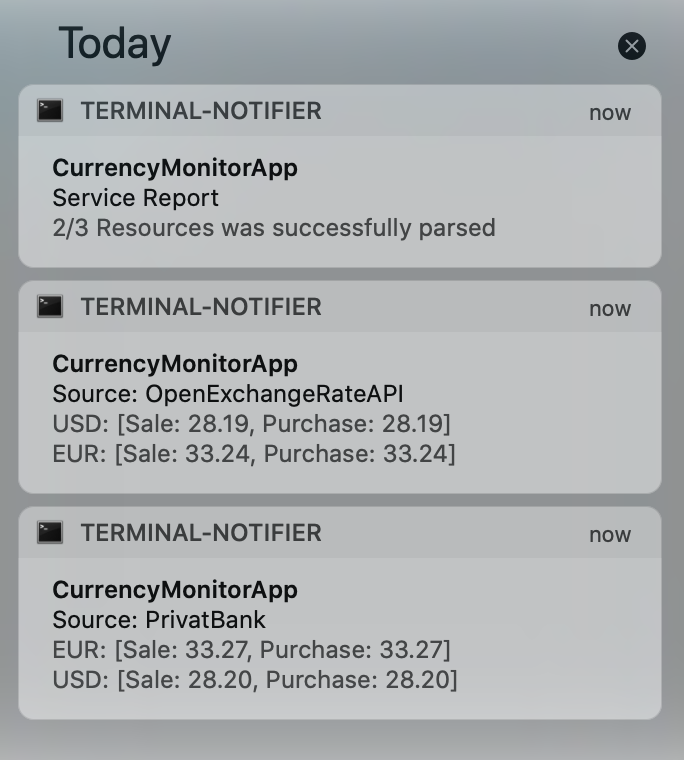 Today
TERMINAL-NOTIFIER now
CurrencyMonitorApp
Service Report
2/3 Resources was successfully parsed
TERMINAL-NOTIFIER now
CurrencyMonitorApp
Source: OpenExchangeRateAPI
USD: [Sale: 28.19, Purchase: 28.19]
EUR: [Sale: 33.24, Purchase: 33.24]
TERMINAL-NOTIFIER now
CurrencyMonitorApp
Source: PrivatBank
EUR: [Sale: 33.27, Purchase: 33.27]
USD: [Sale: 28.20, Purchase: 28.20]